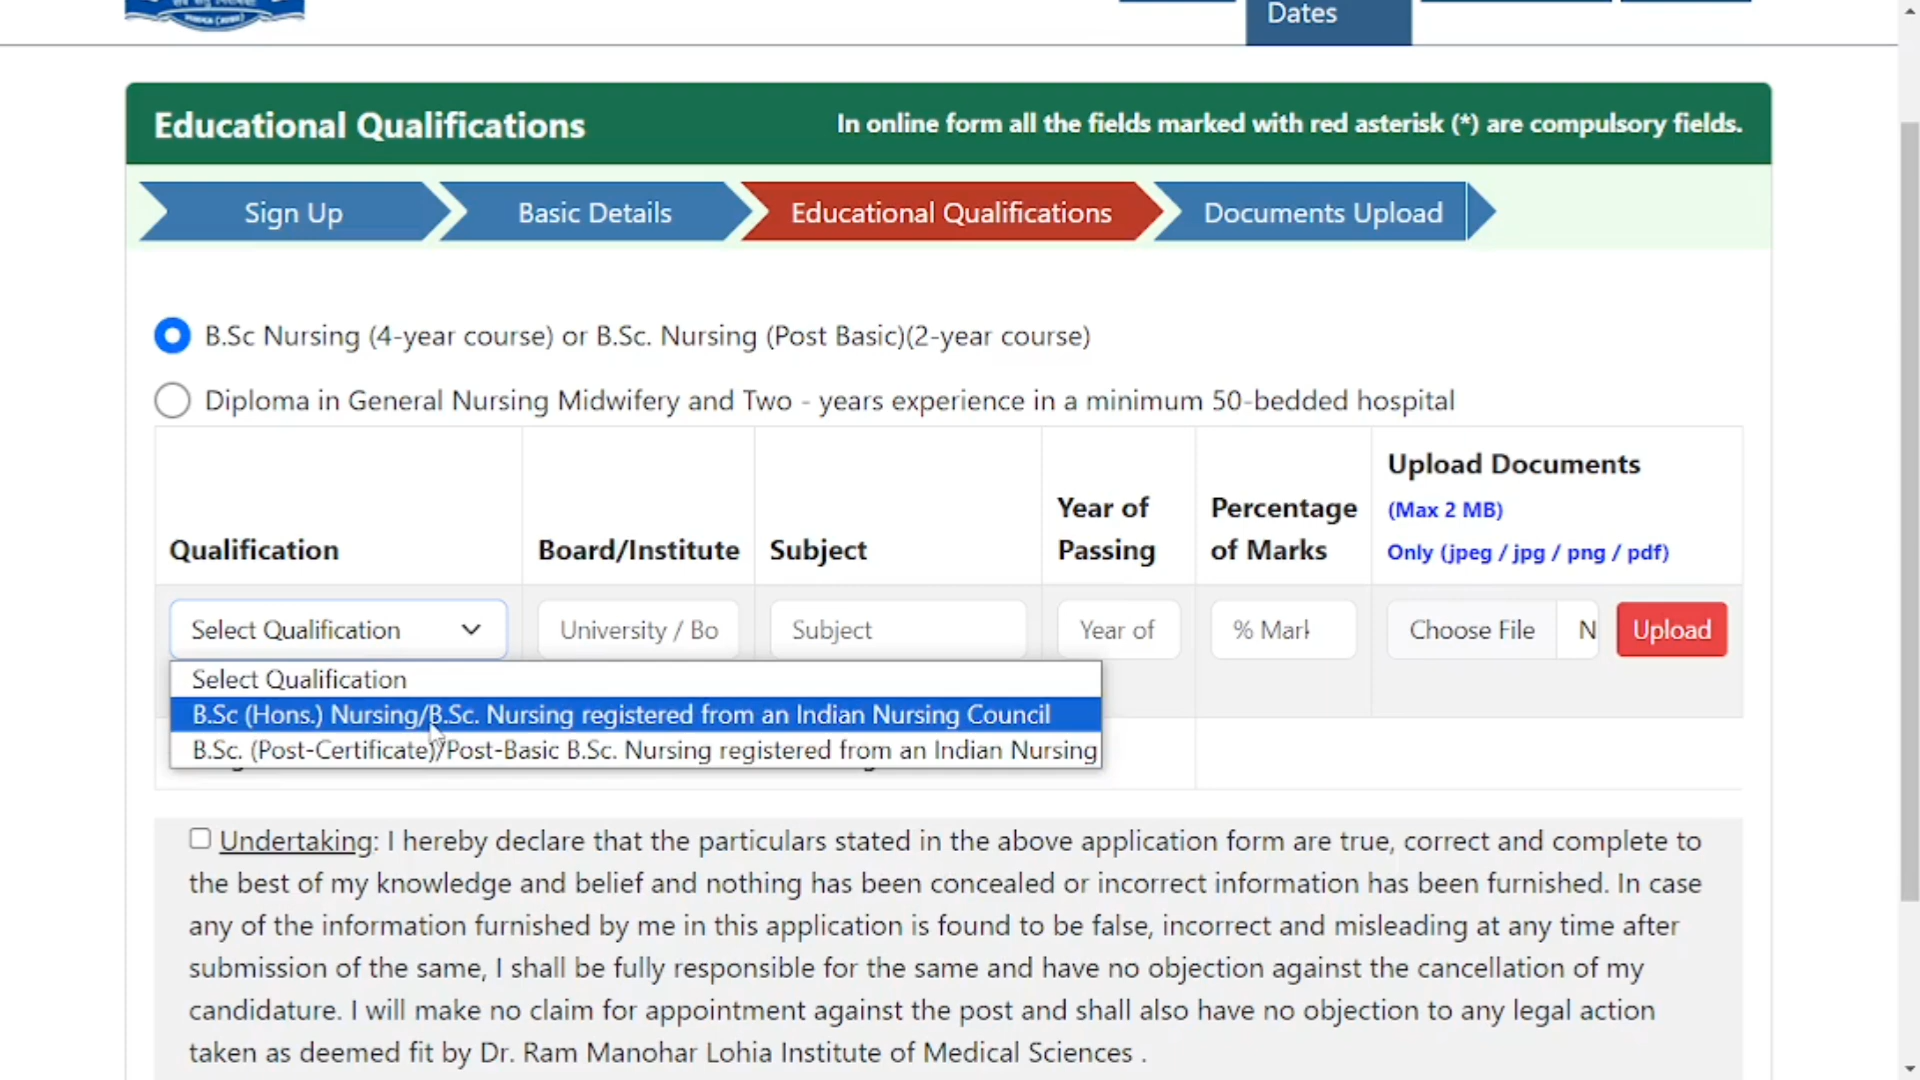 Dates
Educational Qualifications
In online form all the fields marked with red asterisk (*) are compulsory fields.
Sign Up
Basic Details
Educational Qualifications
Documents Upload
B.Sc Nursing (4-year course) or B.Sc. Nursing (Post Basic)(2-year course)
Diploma in General Nursing Midwifery and Two - years experience in a minimum 50-bedded hospital
Qualification
Board/Institute
Subject
Year of
Passing
Percentage
of Marks
Upload Documents
(Max 2 MB)
Only (jpeg / jpg / png / pdf)
Select Qualification
University / Bo
Subject
Year of
% Mark
Choose File
N
Upload
Select Qualification
B.Sc (Hons.) Nursing/B.Sc. Nursing registered from an Indian Nursing Council
B.Sc. (Post-Certificate)/Post-Basic B.Sc. Nursing registered from an Indian Nursing
Undertaking: I hereby declare that the particulars stated in the above application form are true, correct and complete to
the best of my knowledge and belief and nothing has been concealed or incorrect information has been furnished. In case
any of the information furnished by me in this application is found to be false, incorrect and misleading at any time after
submission of the same, I shall be fully responsible for the same and have no objection against the cancellation of my
candidature. I will make no claim for appointment against the post and shall also have no objection to any legal action
taken as deemed fit by Dr. Ram Manohar Lohia Institute of Medical Sciences .